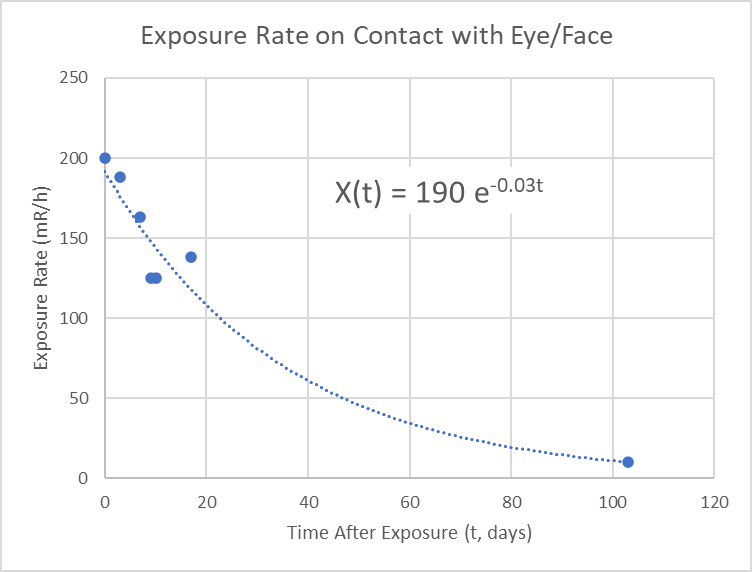 Exposure Rate on Contact with Eye/Face
250
200
150
100
50
0
Exposure Rate (mR/h)
X(t) = 190 e-0.03t
0 20 40 60 80 100 120
Time After Exposure (t, days)